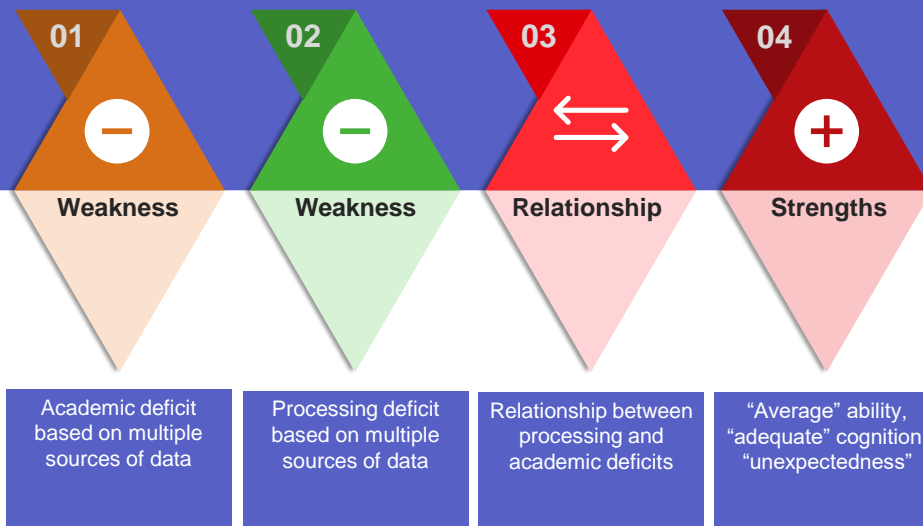 01
02
03
04
Weakness
Weakness
Relationship
Strengths
Academic deficit
based on multiple
sources of data
Processing deficit
based on multiple
sources of data
Relationship between
processing and
academic deficits
“Average” ability,
“adequate” cognition
“unexpectedness”